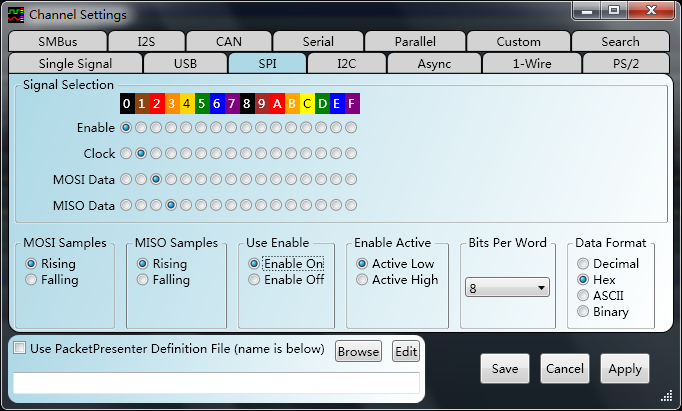 Channel Settings
SMBus I2S CAN Serial Parallel Custom Search
Single Signal USB SPI I2C Async 1-Wire PS/2
Signal Selection
0 1 2 3 4 5 6 7 8 9 A B C D E F
Enable
Clock
MOSI Data
MISO Data
MOSI Samples MISO Samples Use Enable Enable Active Bits Per Word Data Format
Rising Rising Enable On Active Low Decimal
Falling Falling Enable Off Active High Hex
8 ASCII
Binary
Use PacketPresenter Definition File (name is below) Browse Edit
Save Cancel Apply